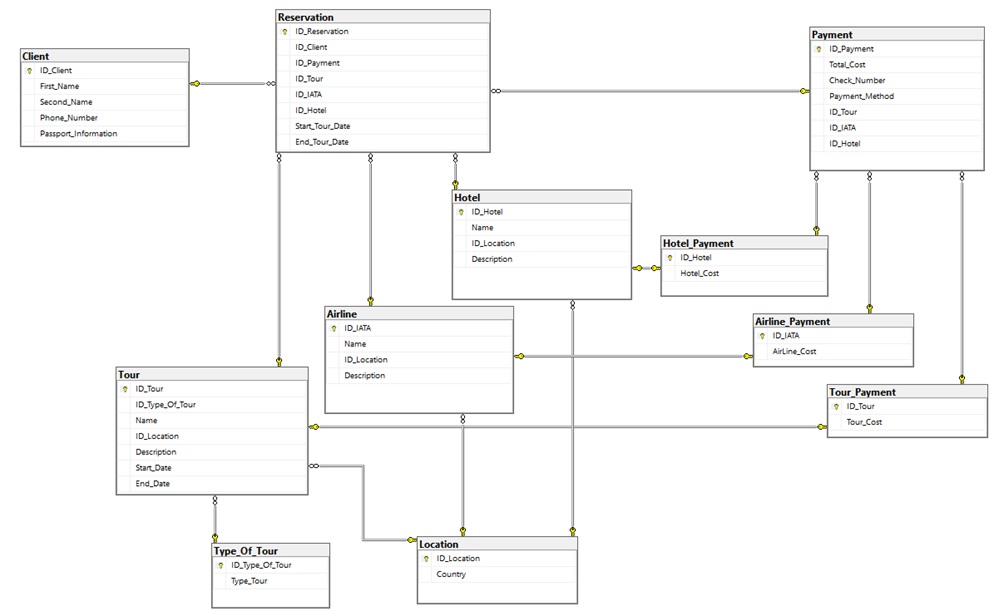 Reservation
ID_Reservation
ID_Client
ID_Payment
ID_Tour
ID_IATA
ID_Hotel
Start_Tour_Date
End_Tour_Date
Client
ID_Client
First_Name
Second_Name
Phone_Number
Passport_Information
Payment
ID_Payment
Total_Cost
Check_Number
Payment_Method
ID_Tour
ID_IATA
ID_Hotel
Hotel
ID_Hotel
Name
ID_Location
Description
Hotel_Payment
ID_Hotel
Hotel_Cost
Airline
ID_IATA
Name
ID_Location
Description
Airline_Payment
ID_IATA
AirLine_Cost
Tour
ID_Tour
ID_Type_Of_Tour
Name
ID_Location
Description
Start_Date
End_Date
Tour_Payment
ID_Tour
Tour_Cost
Type_Of_Tour
ID_Type_Of_Tour
Type_Tour
Location
ID_Location
Country